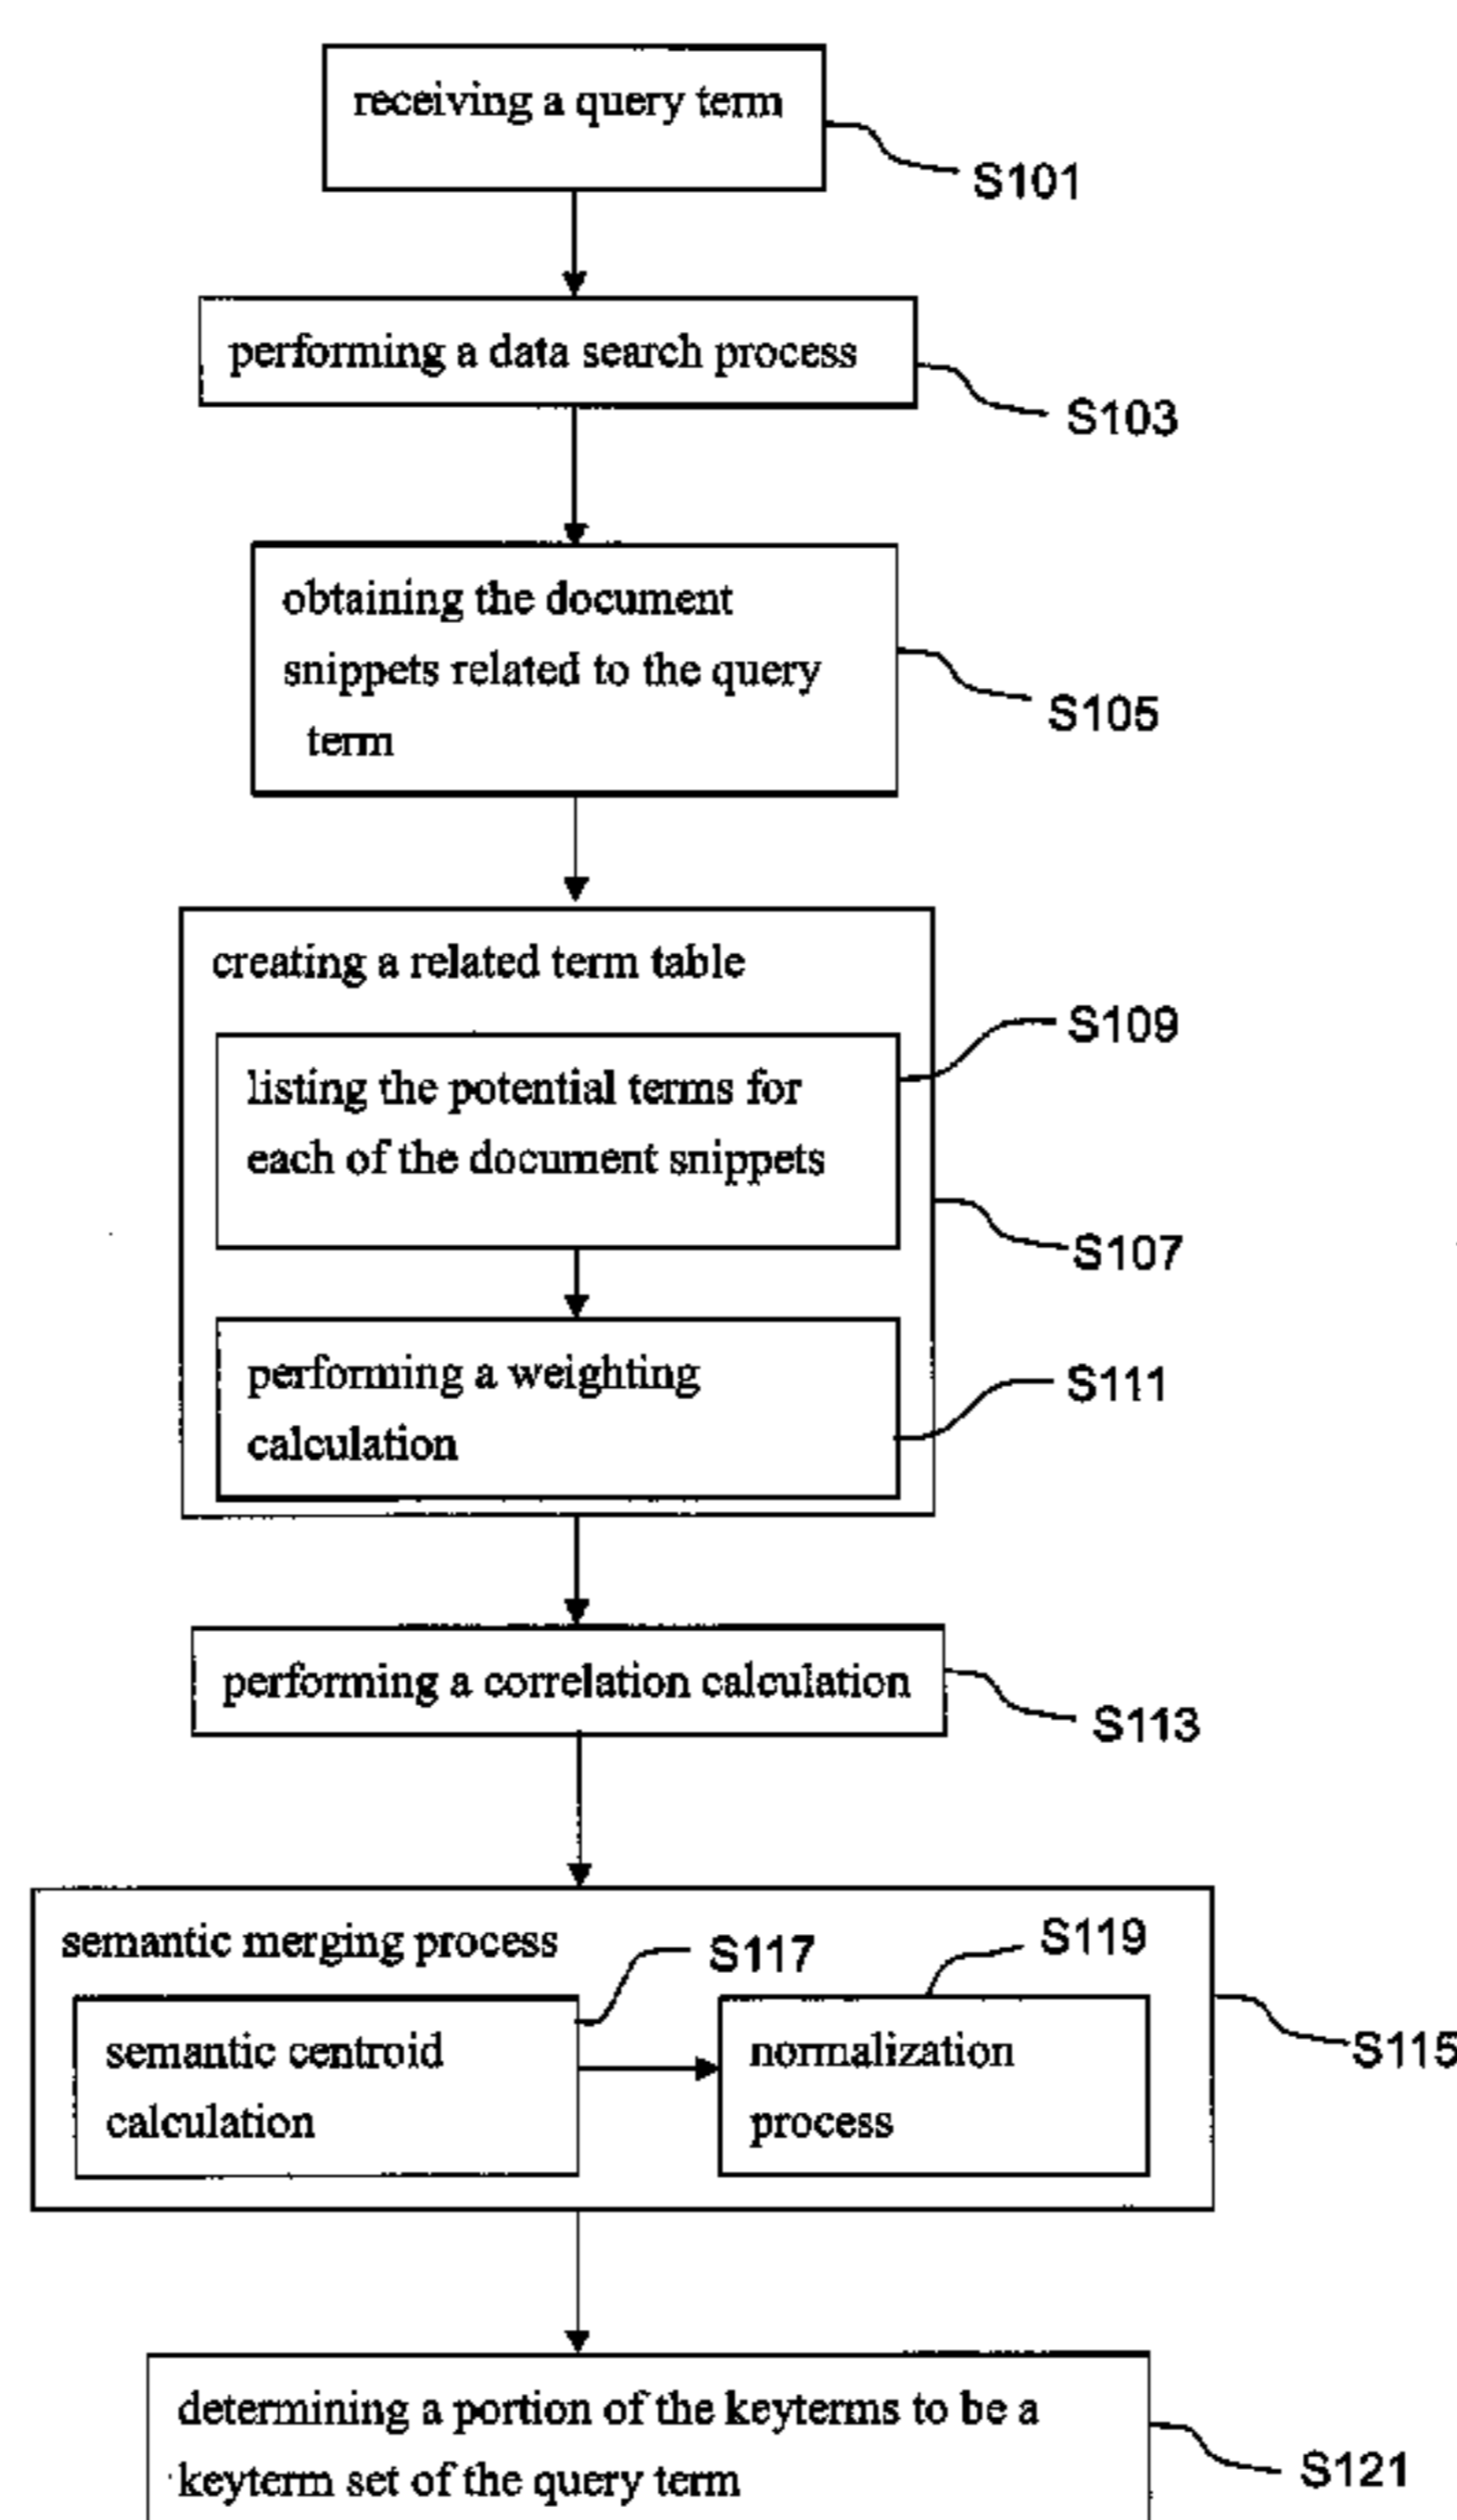 receiving a query term
S101
performing a data search process
S103
obtaining the document
snippets related to the query
term
S105
creating a related term table
S109
listing the potential terms for
each of the document snippets
S107
performing a weighting
calculation
S111
performing a correlation calculation
S113
semantic merging process
S117
S119
semantic centroid
calculation
normalization
process
S115
determining a portion of the keyterms to be a
keyterm set of the query term
S121